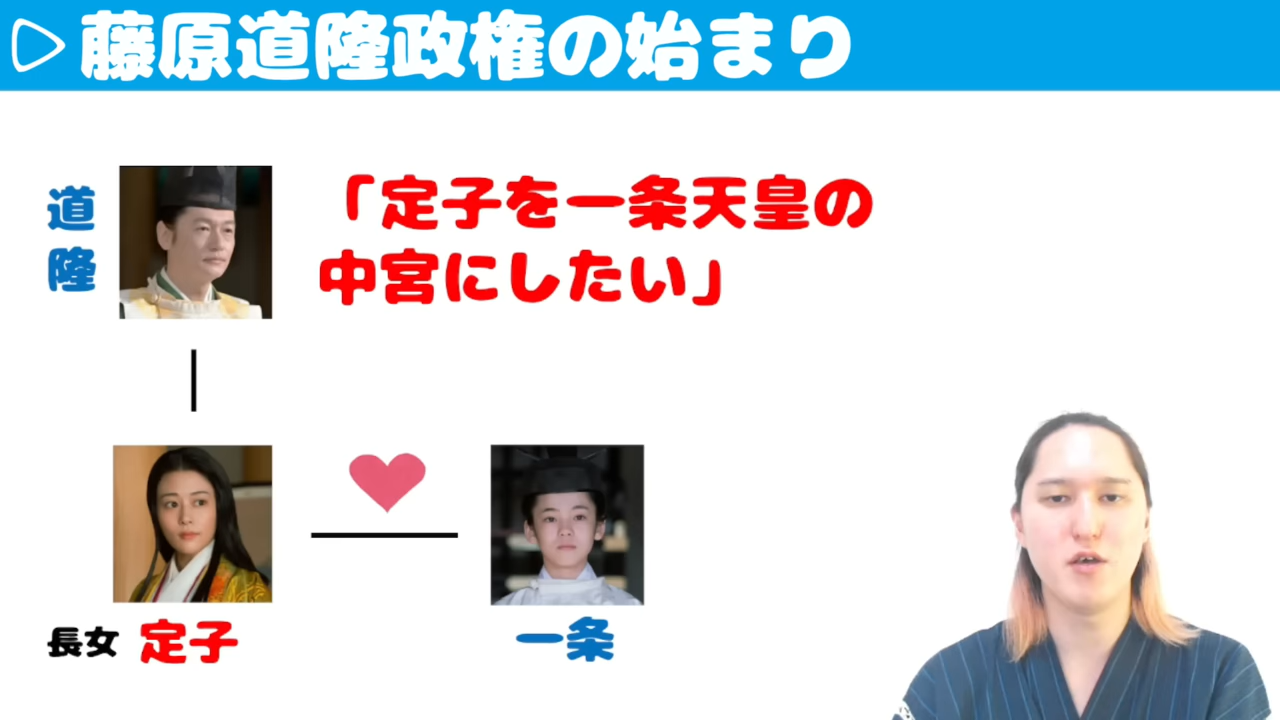 藤原道隆政権の始まり
道隆
「定子を一条天皇の
中宮にしたい」
長女 定子
一条